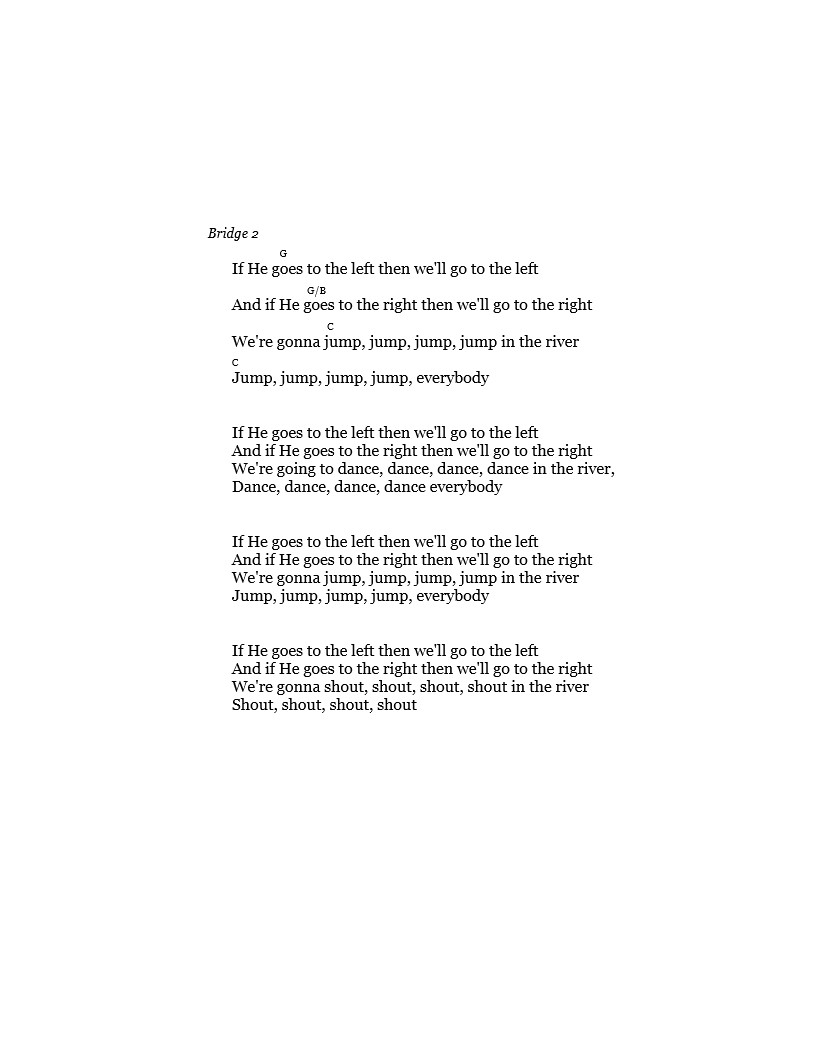 Bridge 2
G
If He goes to the left then we'll go to the left
G/B
And if He goes to the right then we'll go to the right
C
We're gonna jump, jump, jump, jump in the river
C
Jump, jump, jump, jump, everybody
If He goes to the left then we'll go to the left
And if He goes to the right then we'll go to the right
We're going to dance, dance, dance, dance in the river,
Dance, dance, dance, dance everybody
If He goes to the left then we'll go to the left
And if He goes to the right then we'll go to the right
We're gonna jump, jump, jump, jump in the river
Jump, jump, jump, jump, everybody
If He goes to the left then we'll go to the left
And if He goes to the right then we'll go to the right
We're gonna shout, shout, shout, shout in the river
Shout, shout, shout, shout